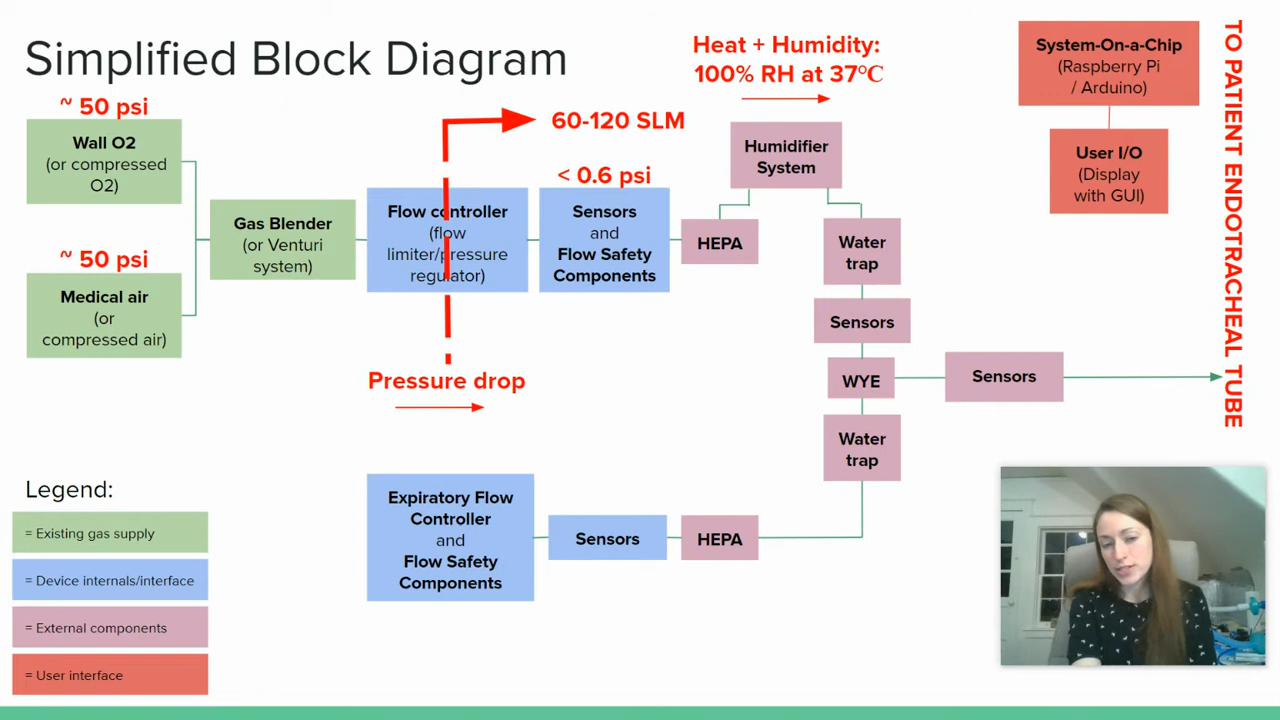 Simplified Block Diagram
~ 50 psi
Wall O2
(or compressed
O2)
~ 50 psi
Medical air
(or
compressed air)
Gas Blender
(or Venturi
system)
Flow controller
(flow
limiter/pressure
regulator)
Pressure drop
60-120 SLM
< 0.6 psi
Sensors
and
Flow Safety
Components
HEPA
Heat + Humidity:
100% RH at 37°C
Humidifier
System
Water
trap
Sensors
WYE
Sensors
Water
trap
HEPA
Sensors
Expiratory Flow
Controller
and
Flow Safety
Components
System-On-a-Chip
(Raspberry Pi
/ Arduino)
User I/O
(Display
with GUI)
TO PATIENT ENDOTRACHEAL TUBE
Legend:
= Existing gas supply
= Device internals/interface
= External components
= User interface